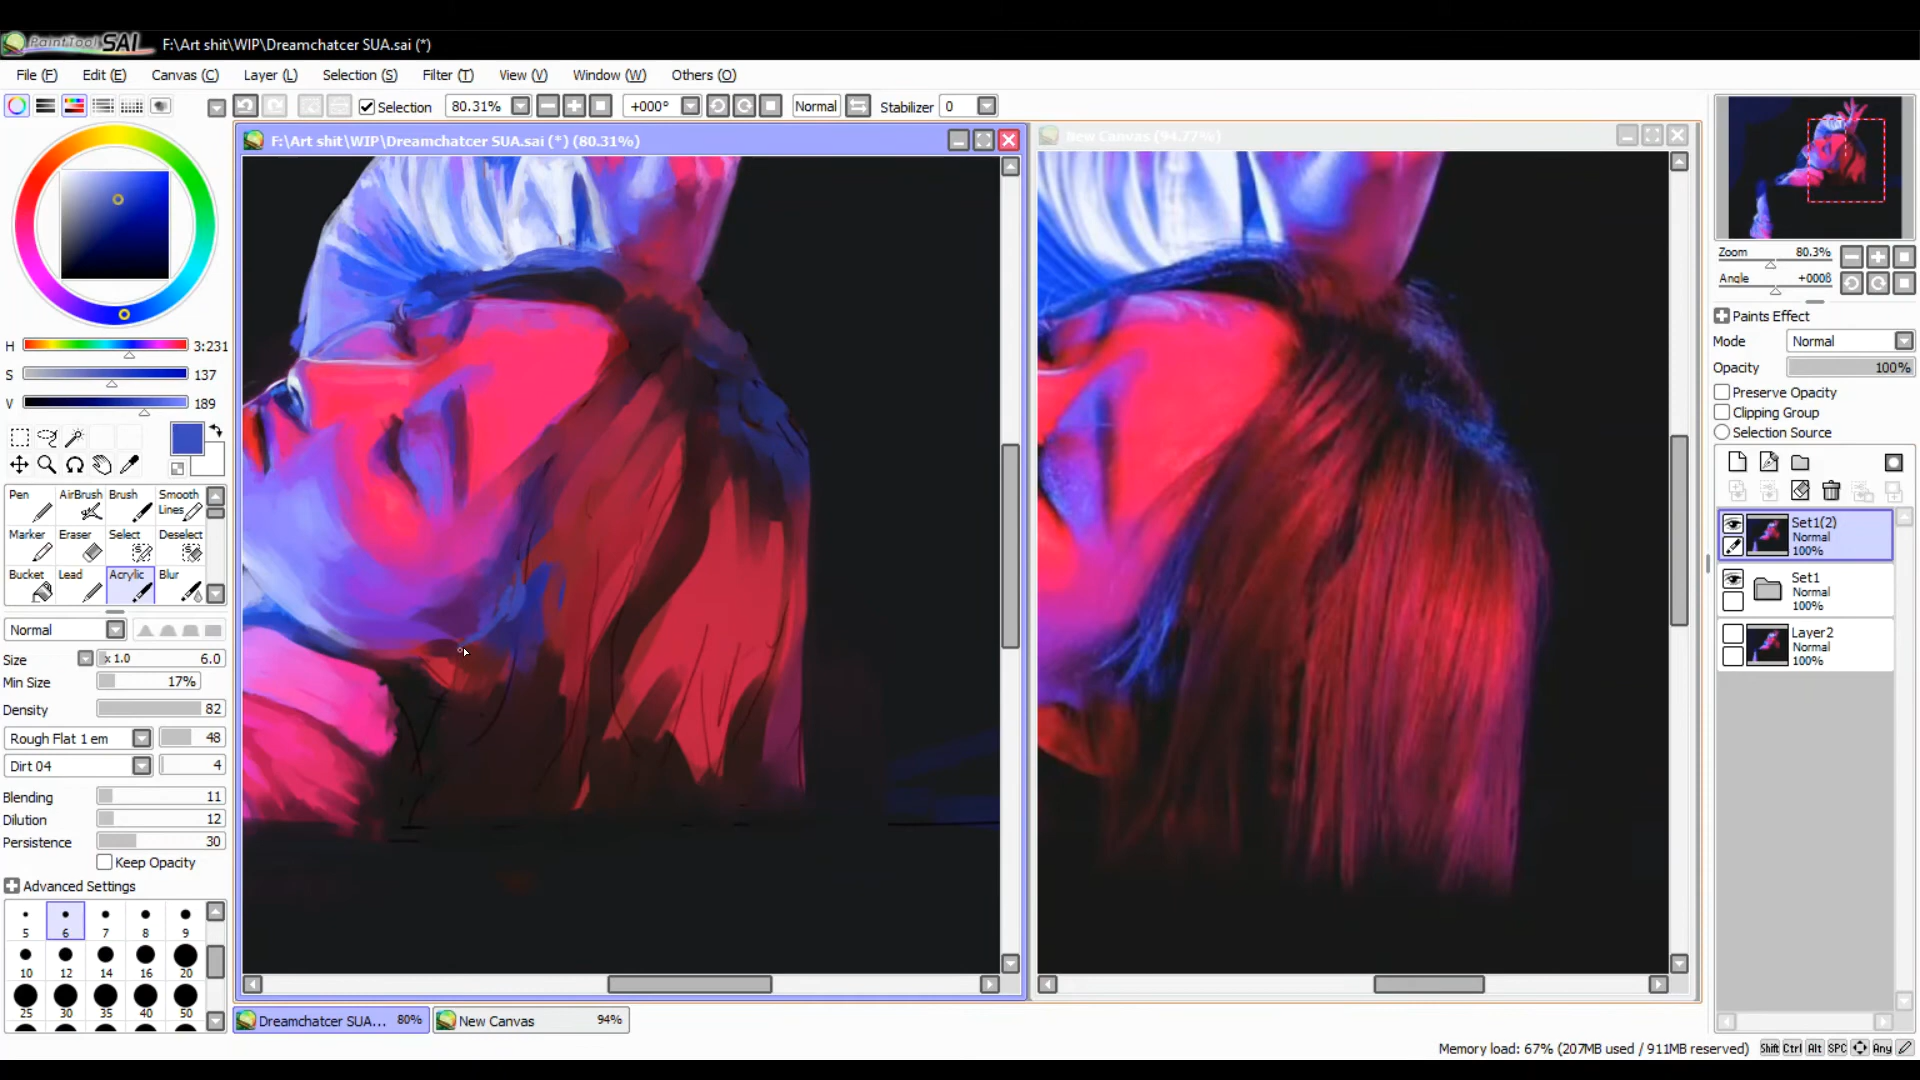 PaintTool SAI F:\Art shit\WIP\Dreamchatcer SUA.sai (*)
File (F) Edit (E) Canvas (C) Layer (L) Selection (S) Filter (T) View (V) Window (W) Others (O)
Selection 80.31% +000° Normal Stabilizer 0
F:\Art shit\WIP\Dreamchatcer SUA.sai (*) (80.31%)
New Canvas (94.77%)
H 3:231
S 137
V 189
Pen AirBrush Brush Smooth Lines
Marker Eraser Select Deselect
Bucket Lead Acrylic Blur
Normal
Size x 1.0 6.0
Min Size 17%
Density 82
Rough Flat 1 em 48
Dirt 04 4
Blending 11
Dilution 12
Persistence 30
Keep Opacity
Advanced Settings
5 6 7 8 9
10 12 14 16 20
25 30 35 40 50
Zoom 80.3%
Angle +000ß
Paints Effect
Mode Normal
Opacity 100%
Preserve Opacity
Clipping Group
Selection Source
Set1(2)
Normal
100%
Set1
Normal
100%
Layer2
Normal
100%
Dreamchatcer SUA... 80% New Canvas 94%
Memory load: 67% (207MB used / 911MB reserved) Shift Ctrl Alt SPC Any